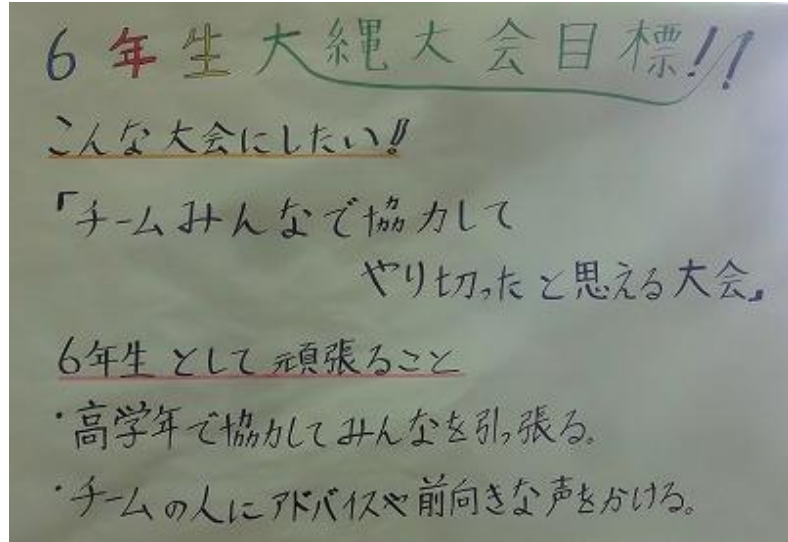 6年生大縄大会目標!!
こんな大会にしたい!!
「チームみんなで協力して
やり切ったと思える大会」
6年生として頑張ること
・高学年で協力してみんなを引っ張る。
・チームの人にアドバイスや前向きな声をかける。